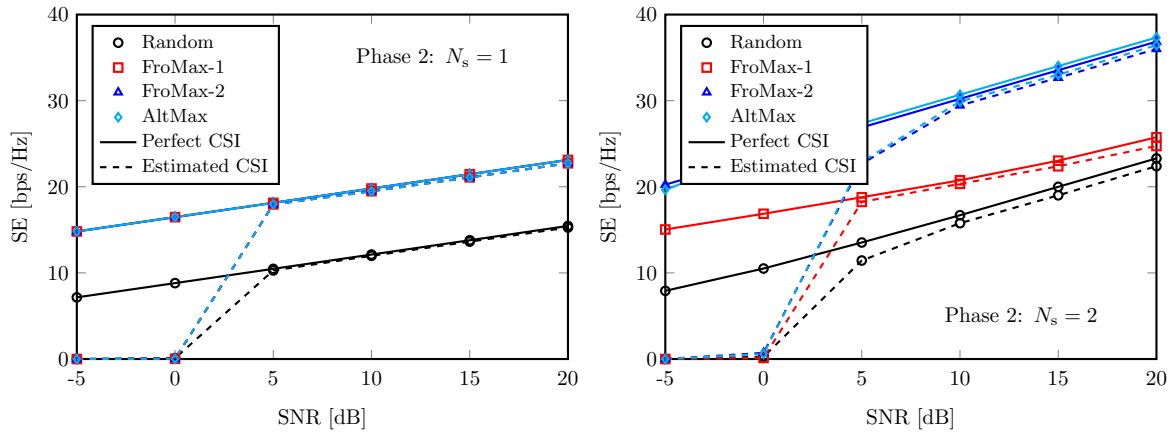 40
30
20
10
0
SE [bps/Hz]
Random
FroMax-1
FroMax-2
AltMax
Perfect CSI
Estimated CSI
Phase 2: Nₛ = 1
-5 0 5 10 15 20
SNR [dB]
40
30
20
10
0
SE [bps/Hz]
Random
FroMax-1
FroMax-2
AltMax
Perfect CSI
Estimated CSI
Phase 2: Nₛ = 2
-5 0 5 10 15 20
SNR [dB]